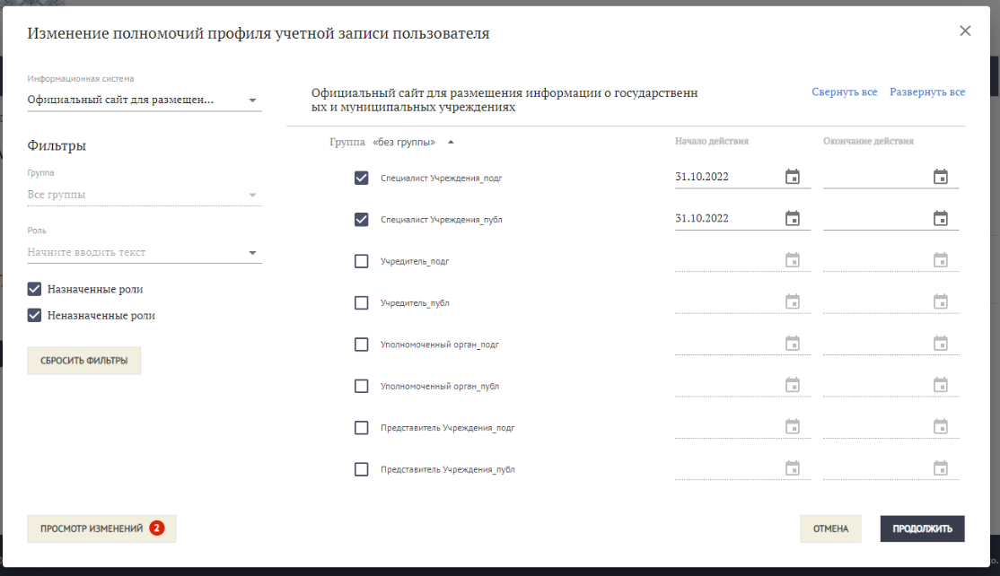 Изменение полномочий профиля учетной записи пользователя
Информационная система
Официальный сайт для размещен...
Фильтры
Группа
Все группы
Роль
Начните вводить текст
Назначенные роли
Неназначенные роли
СБРОСИТЬ ФИЛЬТРЫ
Официальный сайт для размещения информации о государственн
ых и муниципальных учреждениях
Свернуть все Развернуть все
Группа «без группы» Начало действия Окончание действия
Специалист Учреждения_подг 31.10.2022
Специалист Учреждения_публ 31.10.2022
Учредитель_подг
Учредитель_публ
Уполномоченный орган_подг
Уполномоченный орган_публ
Представитель Учреждения_подг
Представитель Учреждения_публ
ПРОСМОТР ИЗМЕНЕНИЙ 2
ОТМЕНА ПРОДОЛЖИТЬ